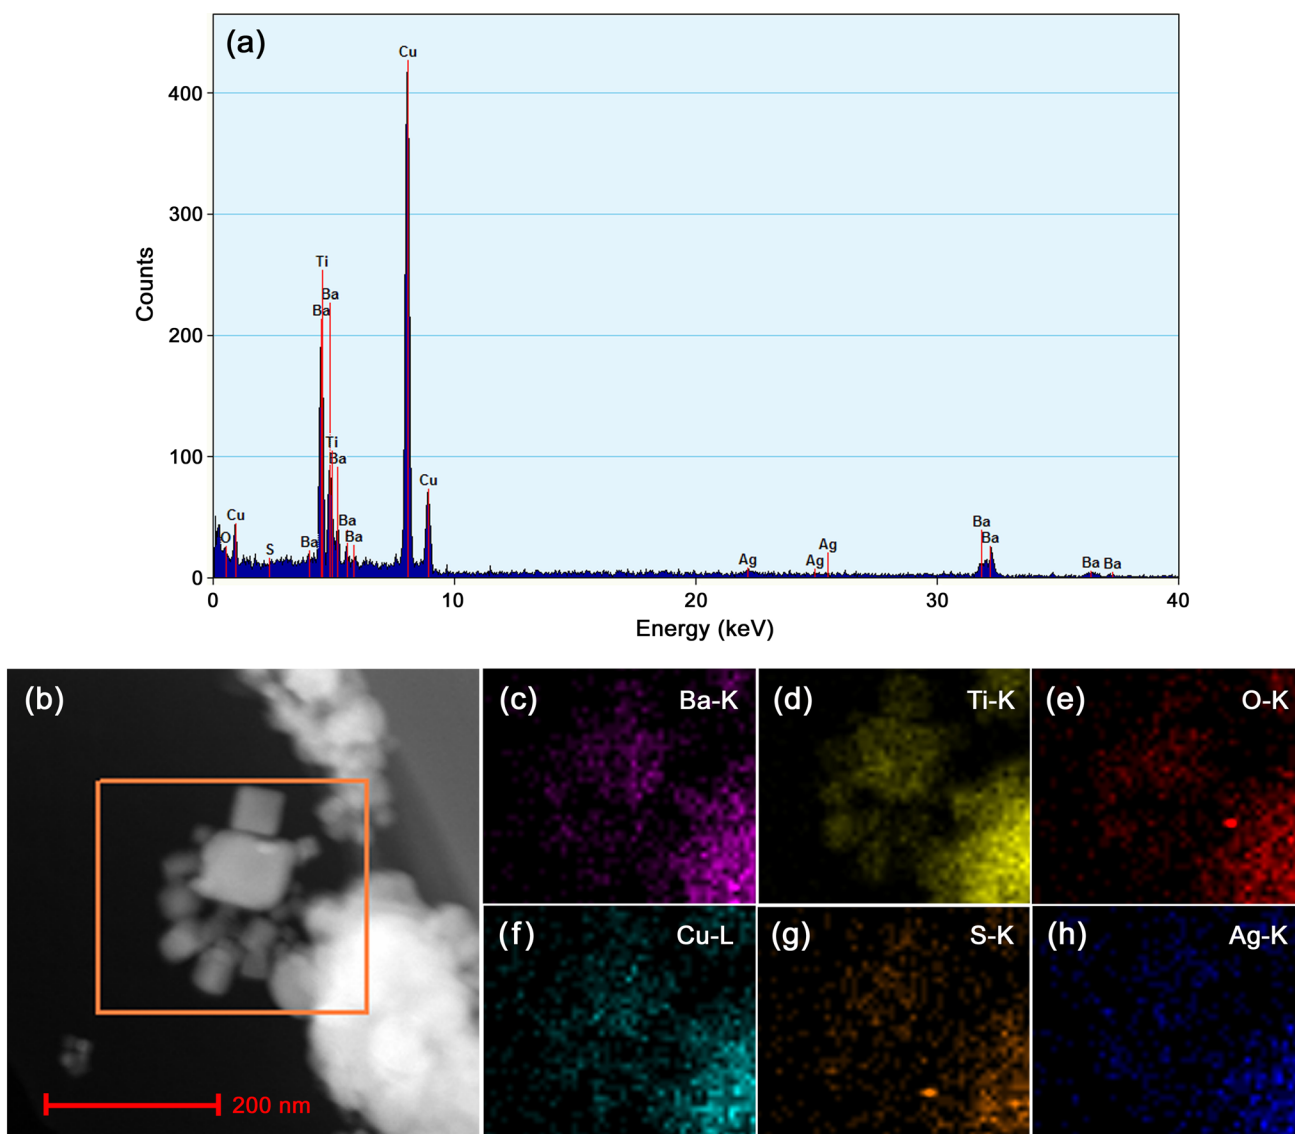 (a)
Cu
400
300
Ti
Ba
Ba
200
Counts
Ti
100
Ba
Cu
Cu
Ba
Ba
O
S
Ba
Ag
Ag
Ag
Ba
Ba
Ba
Ba
0
0
10
20
30
40
Energy (keV)
(b)
200 nm
(c)
Ba-K
(d)
Ti-K
(e)
O-K
(f)
Cu-L
(g)
S-K
(h)
Ag-K